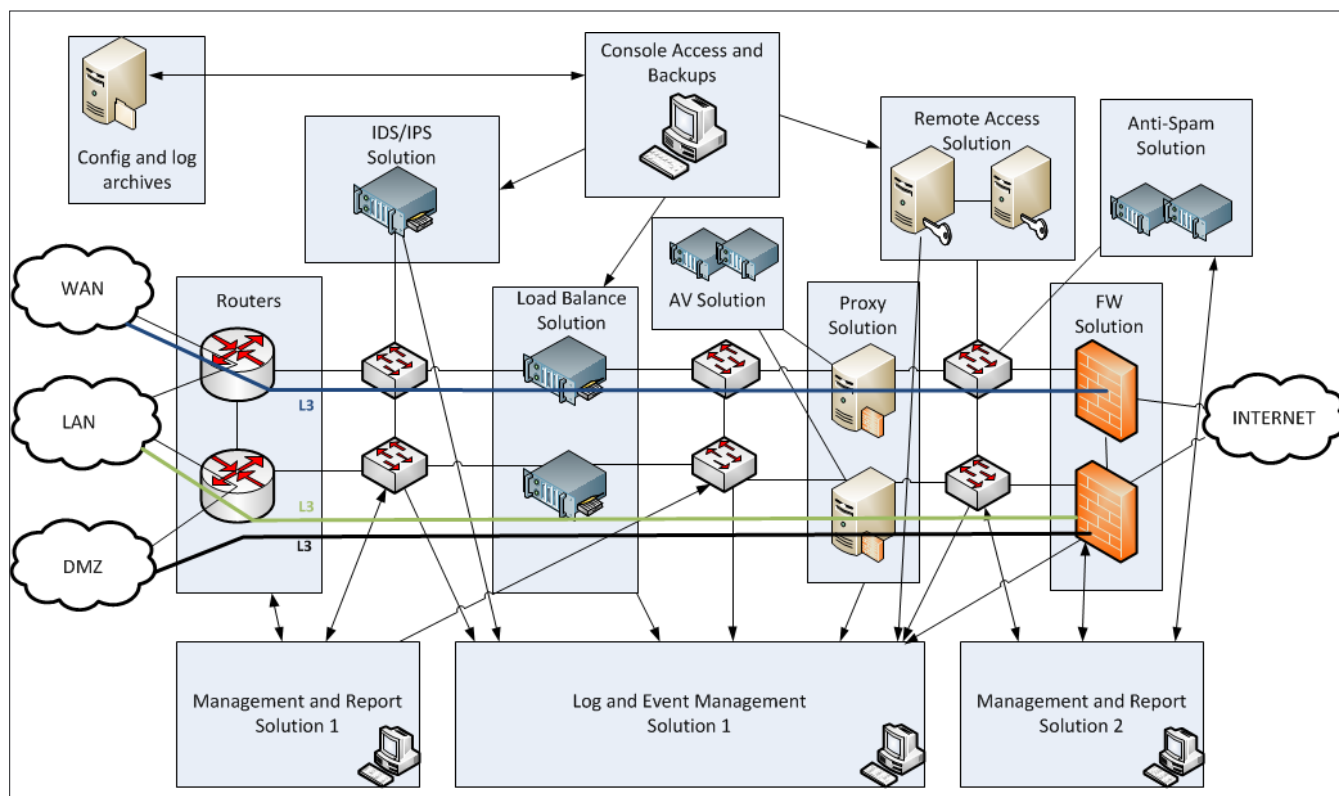 Console Access and
Backups
Config and log
archives
IDS/IPS
Solution
Remote Access
Solution
Anti-Spam
Solution
WAN
Routers
Load Balance
Solution
AV Solution
Proxy
Solution
FW
Solution
L3
LAN
INTERNET
L3
L3
DMZ
Management and Report
Solution 1
Log and Event Management
Solution 1
Management and Report
Solution 2